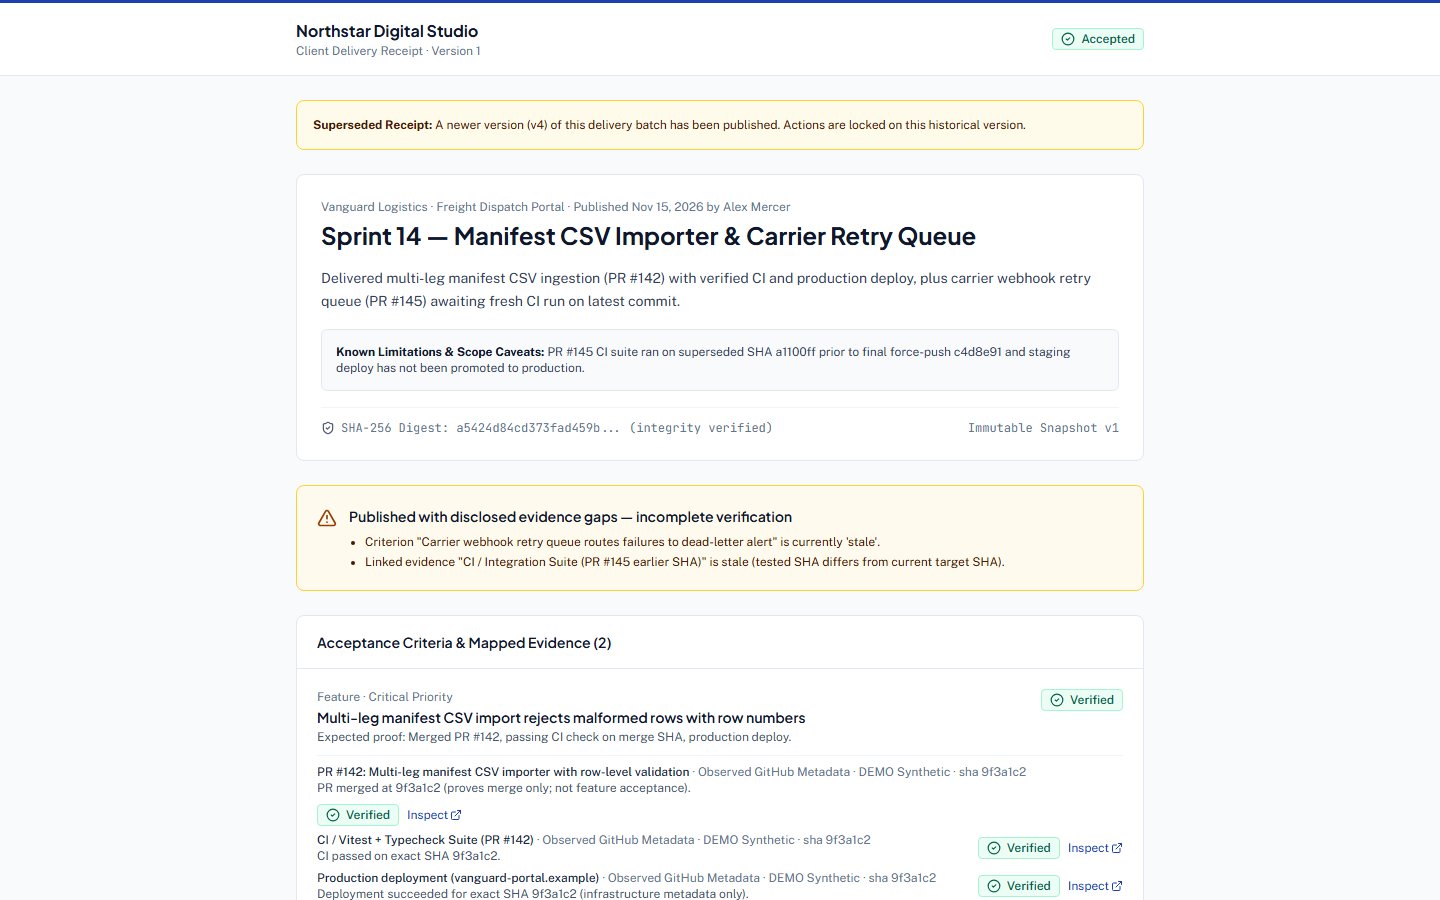 Northstar Digital Studio
Client Delivery Receipt · Version 1
Accepted
Superseded Receipt: A newer version (v4) of this delivery batch has been published. Actions are locked on this historical version.
Vanguard Logistics · Freight Dispatch Portal · Published Nov 15, 2026 by Alex Mercer
Sprint 14 — Manifest CSV Importer & Carrier Retry Queue
Delivered multi-leg manifest CSV ingestion (PR #142) with verified CI and production deploy, plus carrier webhook retry
queue (PR #145) awaiting fresh CI run on latest commit.
Known Limitations & Scope Caveats: PR #145 CI suite ran on superseded SHA a1100ff prior to final force-push c4d8e91 and staging
deploy has not been promoted to production.
SHA-256 Digest: a5424d84cd373fad459b... (integrity verified)
Immutable Snapshot v1
Published with disclosed evidence gaps — incomplete verification
• Criterion "Carrier webhook retry queue routes failures to dead-letter alert" is currently 'stale'.
• Linked evidence "CI / Integration Suite (PR #145 earlier SHA)" is stale (tested SHA differs from current target SHA).
Acceptance Criteria & Mapped Evidence (2)
Feature · Critical Priority
Verified
Multi-leg manifest CSV import rejects malformed rows with row numbers
Expected proof: Merged PR #142, passing CI check on merge SHA, production deploy.
PR #142: Multi-leg manifest CSV importer with row-level validation · Observed GitHub Metadata · DEMO Synthetic · sha 9f3a1c2
PR merged at 9f3a1c2 (proves merge only; not feature acceptance).
Verified Inspect
CI / Vitest + Typecheck Suite (PR #142) · Observed GitHub Metadata · DEMO Synthetic · sha 9f3a1c2
CI passed on exact SHA 9f3a1c2.
Verified Inspect
Production deployment (vanguard-portal.example) · Observed GitHub Metadata · DEMO Synthetic · sha 9f3a1c2
Deployment succeeded for exact SHA 9f3a1c2 (infrastructure metadata only).
Verified Inspect